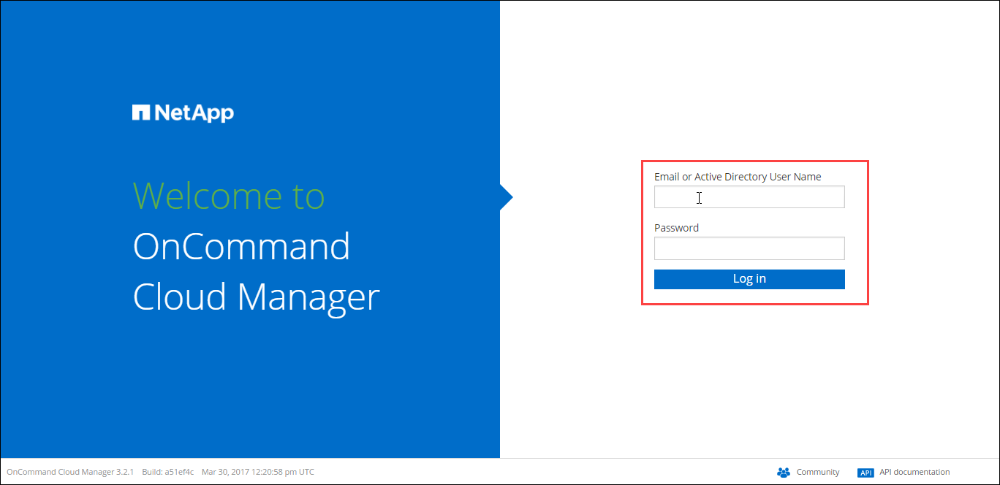 NetApp
Welcome to
OnCommand
Cloud Manager
Email or Active Directory User Name
Password
Log in
OnCommand Cloud Manager 3.2.1 Build: a51ef4c Mar 30, 2017 12:20:58 pm UTC
Community API API documentation